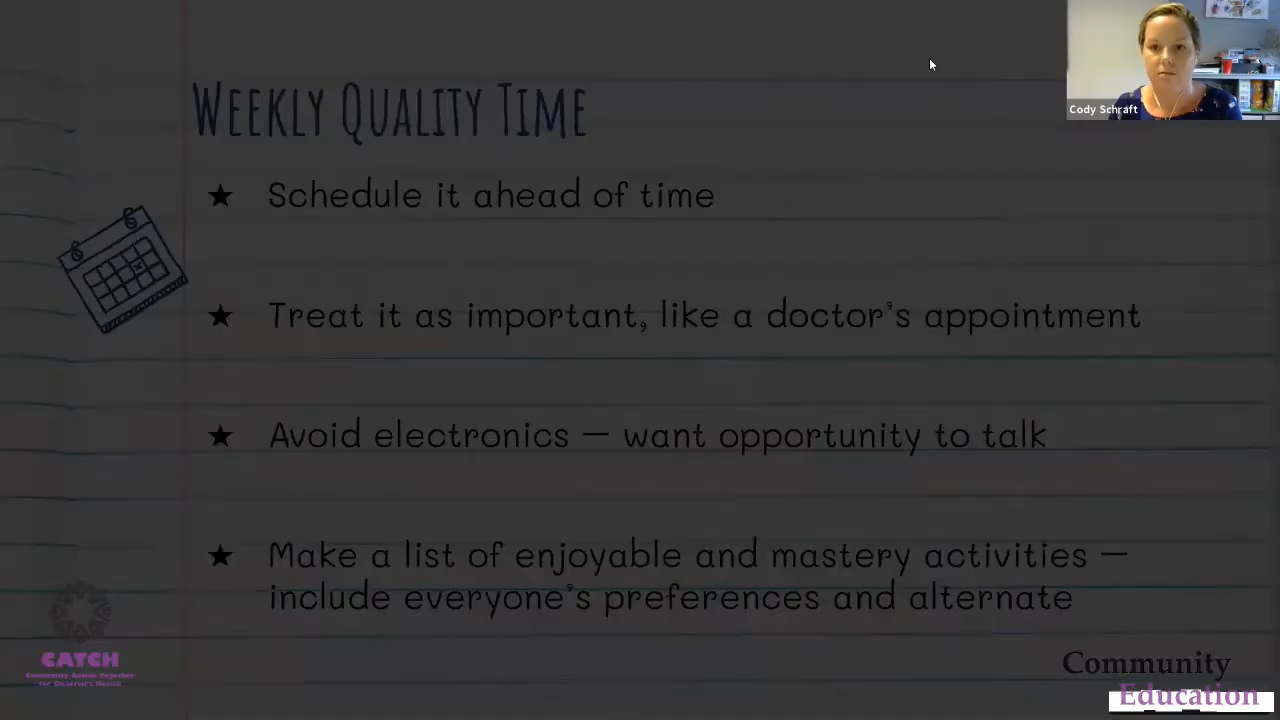 Cody Schraft
WEEKLY QUALITY TIME
★ Schedule it ahead of time
★ Treat it as important, like a doctor's appointment
★ Avoid electronics — want opportunity to talk
★ Make a list of enjoyable and mastery activities —
include everyone's preferences and alternate
CATCH
Community Action Together
for Children's Health
Community
Education